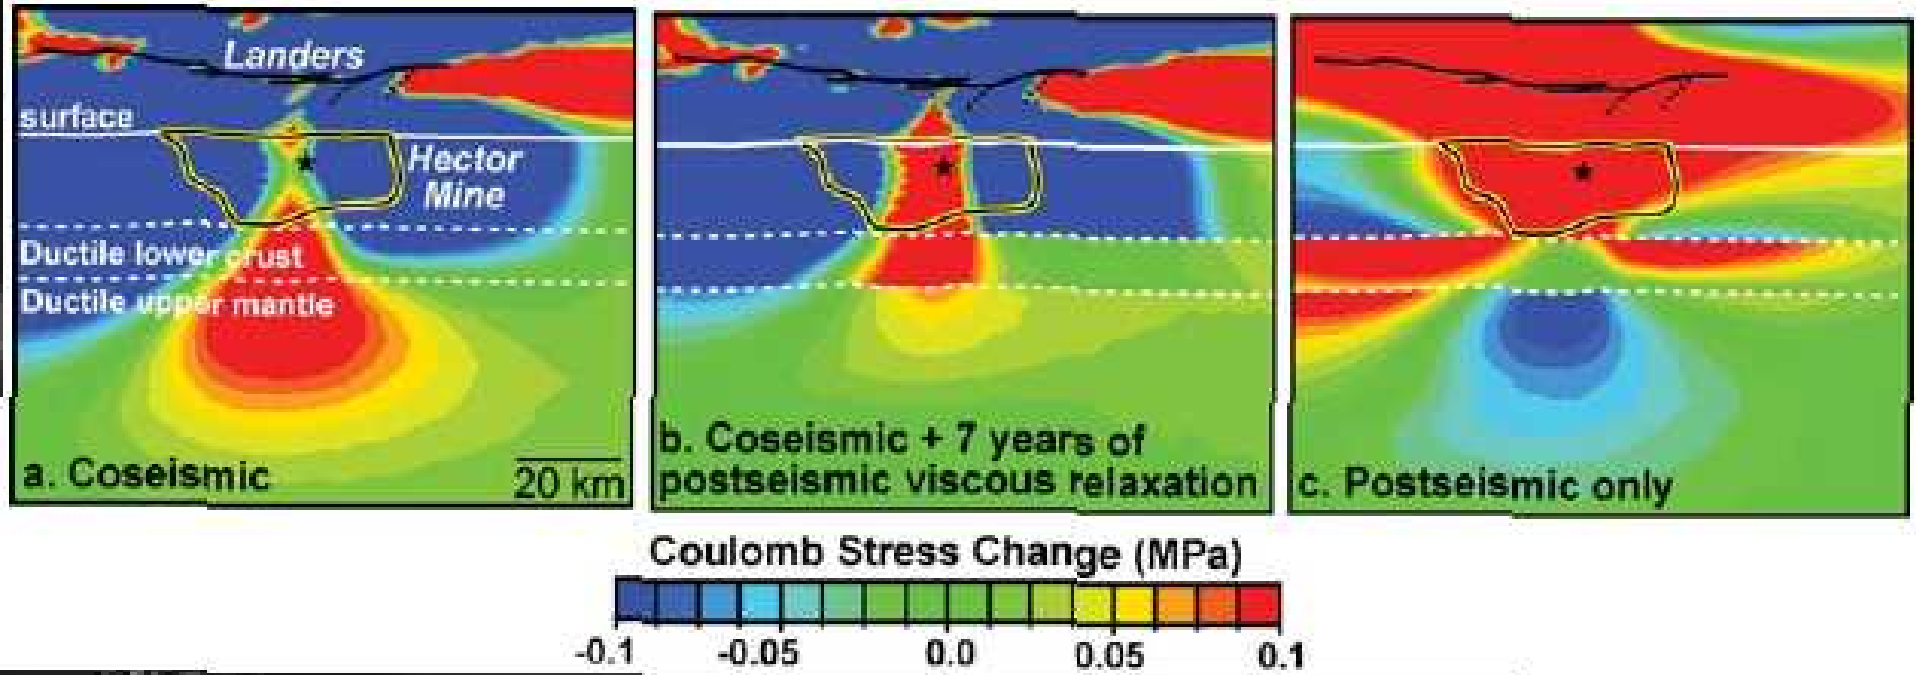 Landers
surface
Hector
Mine
Ductile lower crust
Ductile upper mantle
a. Coseismic
20 km
b. Coseismic + 7 years of
postseismic viscous relaxation
c. Postseismic only
Coulomb Stress Change (MPa)
-0.1 -0.05 0.0 0.05 0.1